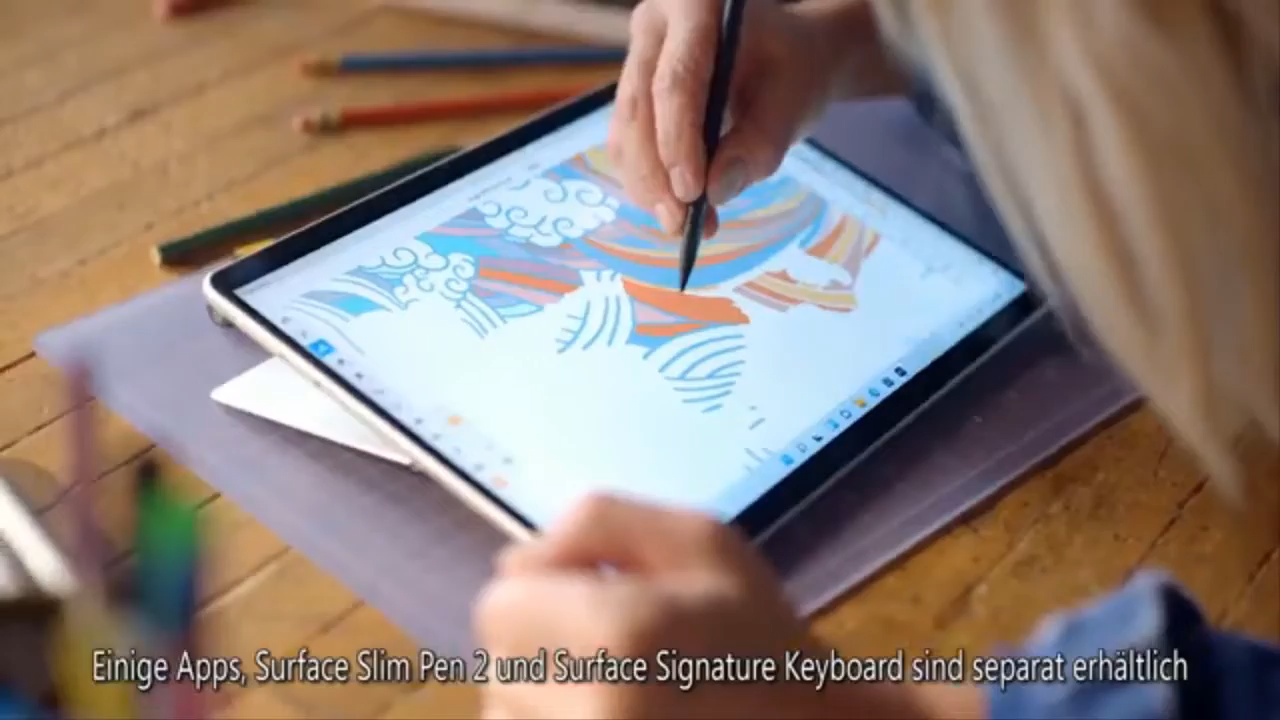 Einige Apps, Surface Slim Pen 2 und Surface Signature Keyboard sind separat erhältlich